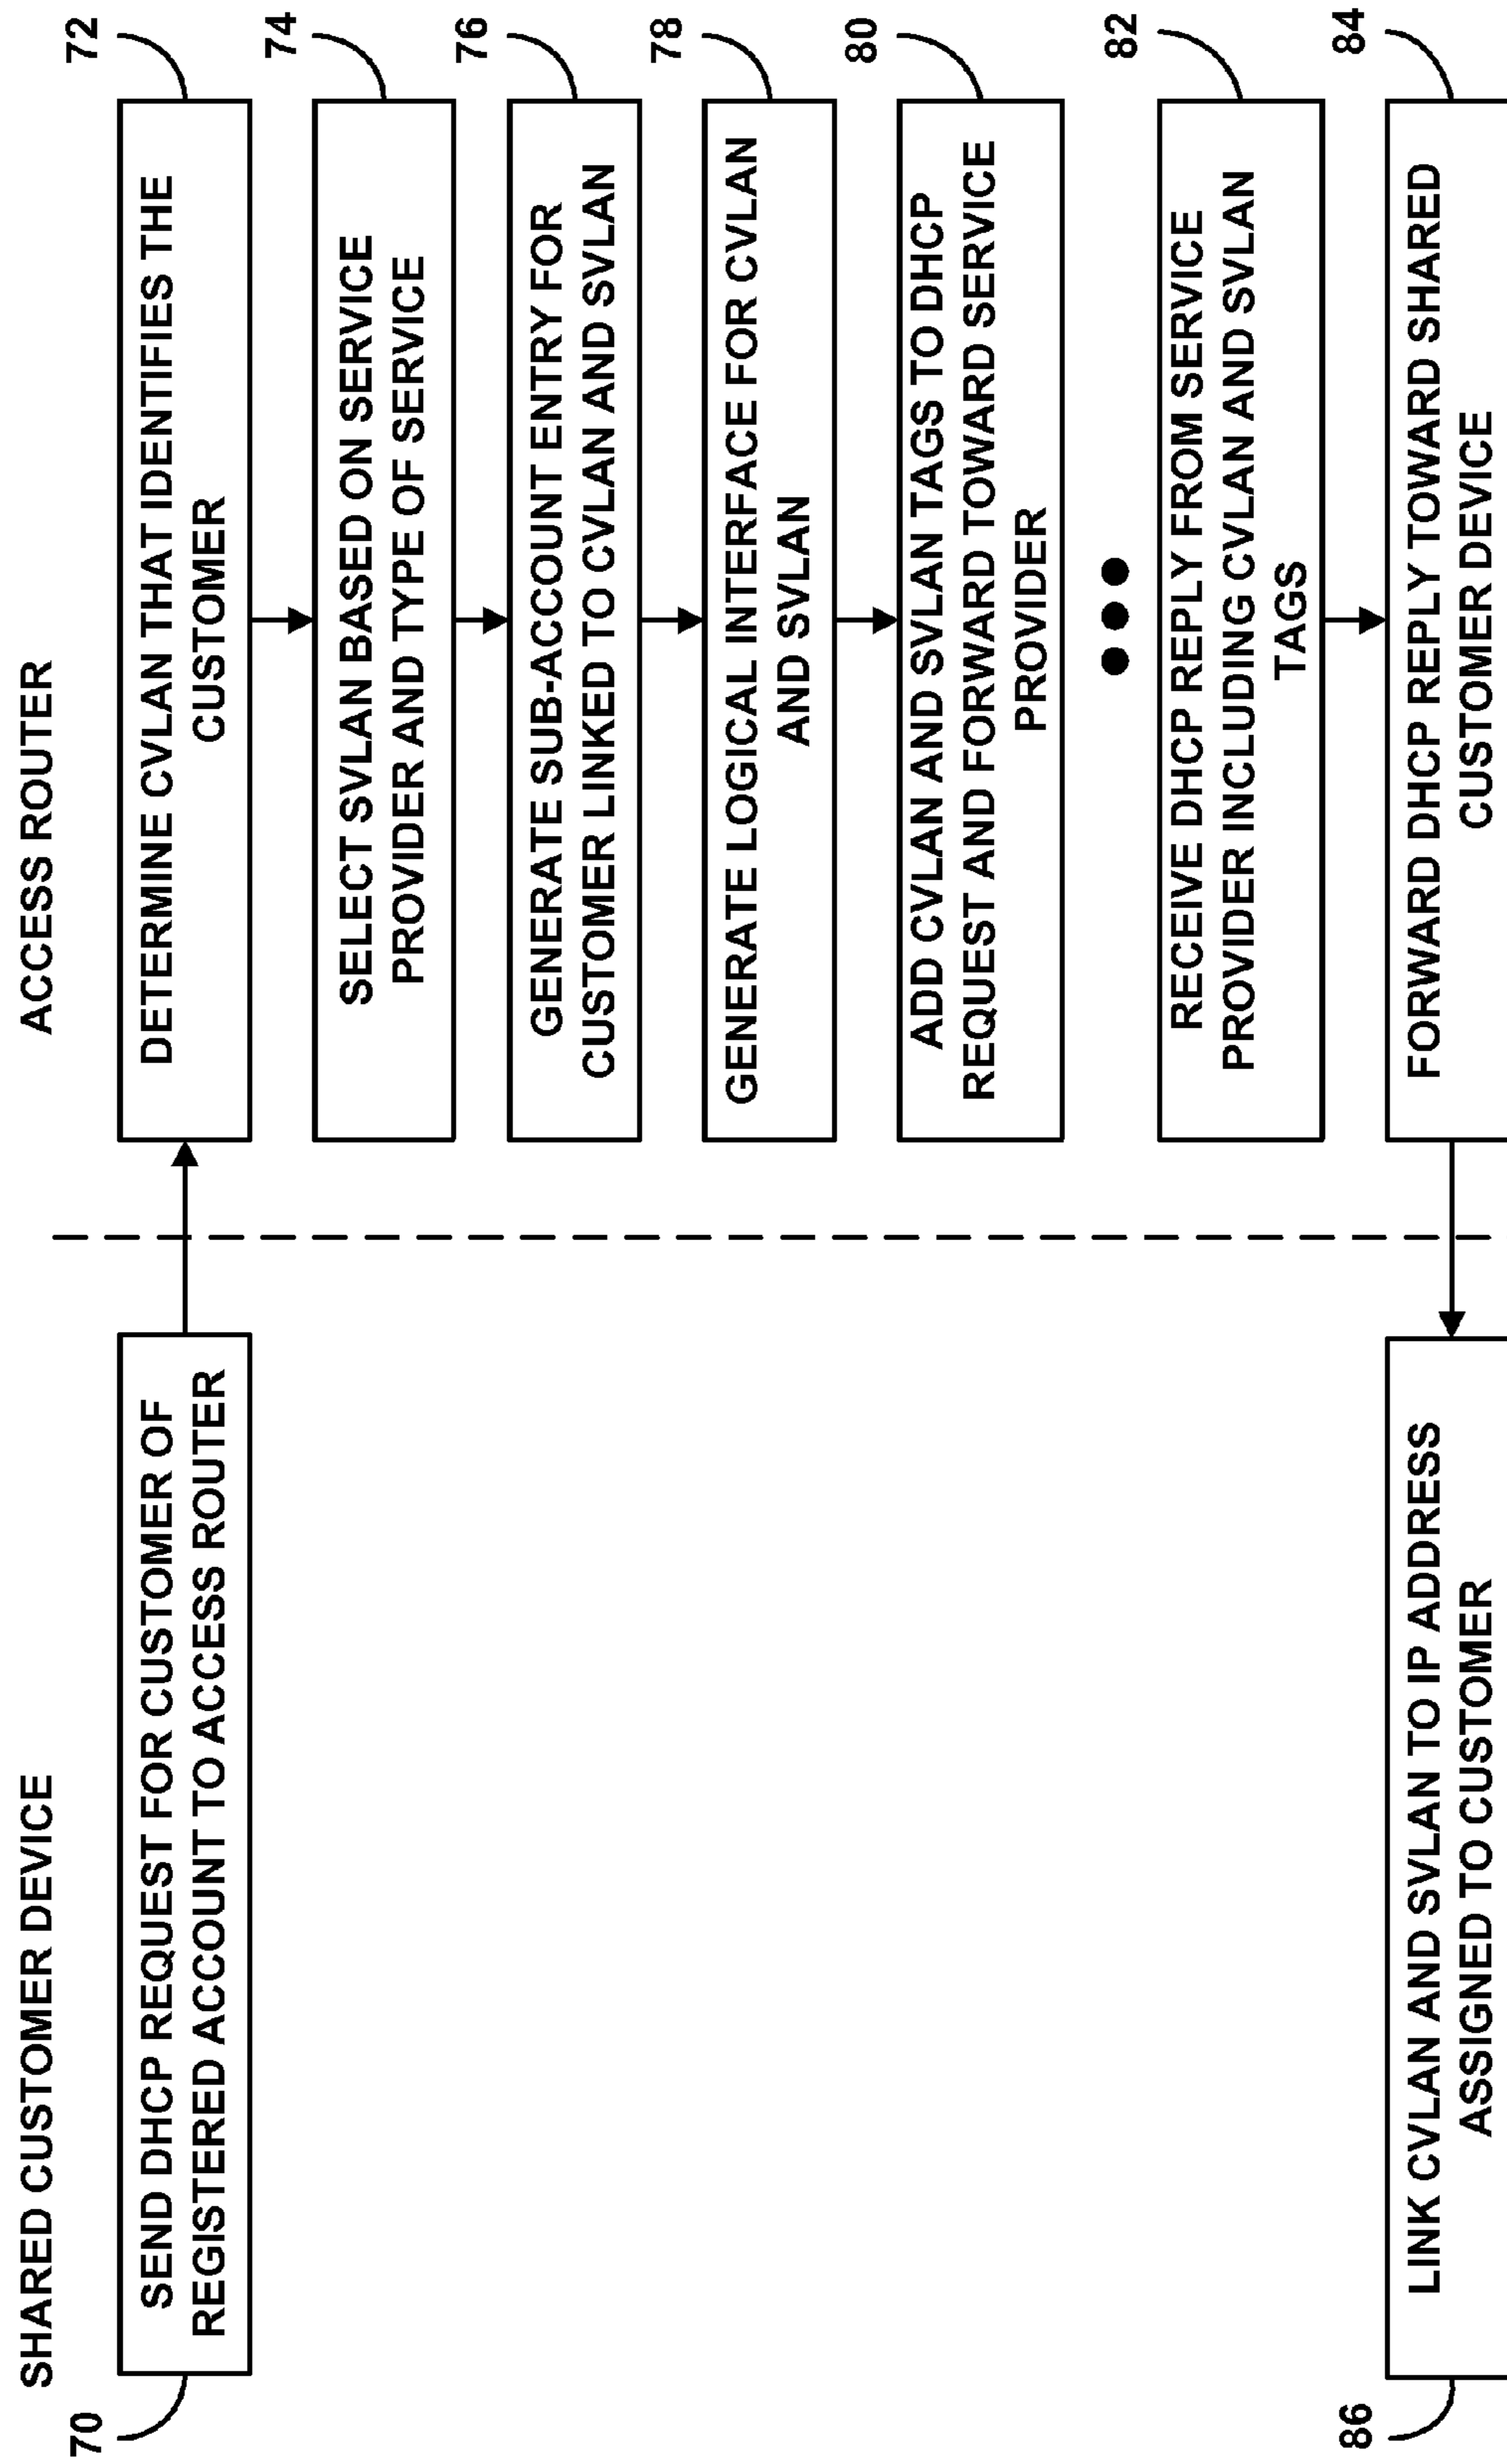 SHARED CUSTOMER DEVICE
ACCESS ROUTER
70
SEND DHCP REQUEST FOR CUSTOMER OF
REGISTERED ACCOUNT TO ACCESS ROUTER
72
DETERMINE CVLAN THAT IDENTIFIES THE
CUSTOMER
74
SELECT SVLAN BASED ON SERVICE
PROVIDER AND TYPE OF SERVICE
76
GENERATE SUB-ACCOUNT ENTRY FOR
CUSTOMER LINKED TO CVLAN AND SVLAN
78
GENERATE LOGICAL INTERFACE FOR CVLAN
AND SVLAN
80
ADD CVLAN AND SVLAN TAGS TO DHCP
REQUEST AND FORWARD TOWARD SERVICE
PROVIDER
82
RECEIVE DHCP REPLY FROM SERVICE
PROVIDER INCLUDING CVLAN AND SVLAN
TAGS
84
FORWARD DHCP REPLY TOWARD SHARED
CUSTOMER DEVICE
86
LINK CVLAN AND SVLAN TO IP ADDRESS
ASSIGNED TO CUSTOMER